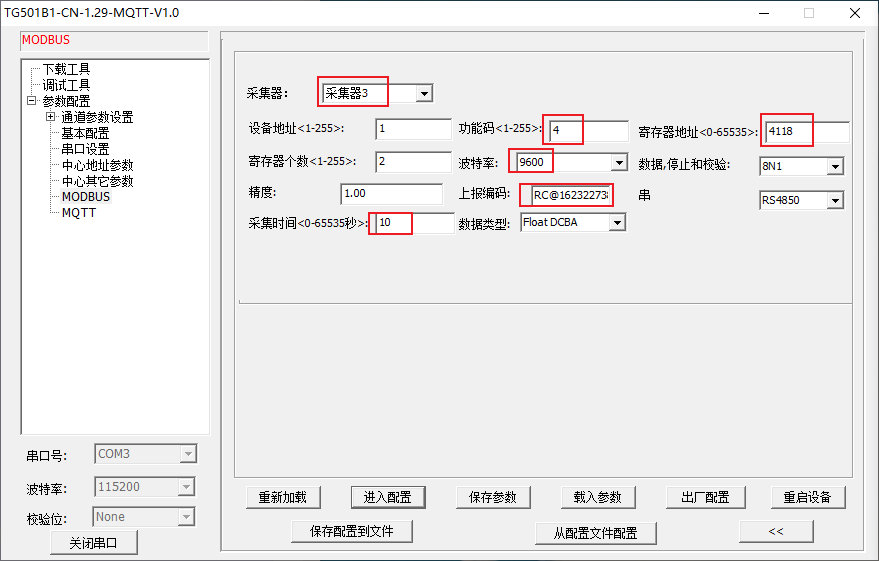 TG501B1-CN-1.29-MQTT-V1.0
MODBUS
下载工具
调试工具
参数配置
通道参数设置
基本配置
串口设置
中心地址参数
中心其它参数
MODBUS
MQTT
串口号: COM3
波特率: 115200
校验位: None
关闭串口
采集器: 采集器3
设备地址<1-255>: 1 功能码<1-255>: 4 寄存器地址<0-65535>: 4118
寄存器个数<1-255>: 2 波特率: 9600 数据,停止和校验: 8N1
精度: 1.00 上报编码: RC@162322738 串 RS4850
采集时间<0-65535秒>: 10 数据类型: Float DCBA
重新加载 进入配置 保存参数 载入参数 出厂配置 重启设备
保存配置到文件 从配置文件配置 <<